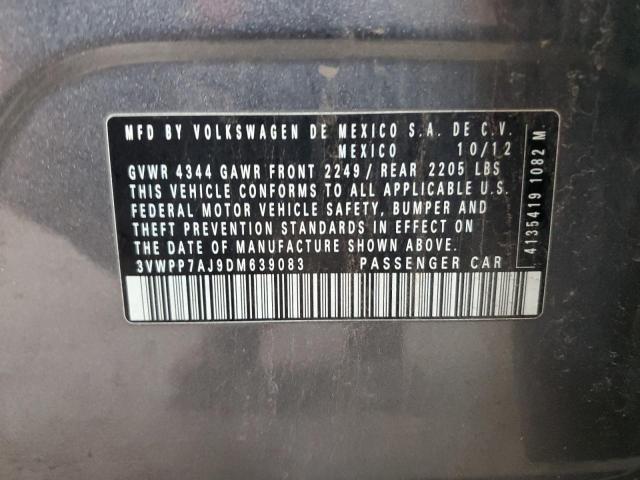 MFD BY VOLKSWAGEN DE MEXICO S.A. DE C.V.
MEXICO 10/12
GVWR 4344 GAWR FRONT 2249 / REAR 2205 LBS
THIS VEHICLE CONFORMS TO ALL APPLICABLE U.S.
FEDERAL MOTOR VEHICLE SAFETY, BUMPER AND
THEFT PREVENTION STANDARDS IN EFFECT ON
THE DATE OF MANUFACTURE SHOWN ABOVE.
3VWPP7AJ9DM639083 PASSENGER CAR
4135419 1082 M